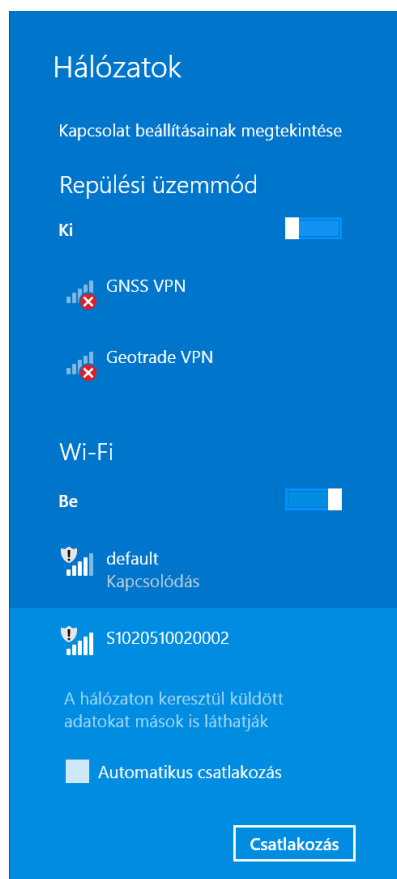 Hálózatok
Kapcsolat beállításainak megtekintése
Repülési üzemmód
Ki
GNSS VPN
Geotrade VPN
Wi-Fi
Be
default
Kapcsolódás
S1020510020002
A hálózaton keresztül küldött
adatokat mások is láthatják
Automatikus csatlakozás
Csatlakozás